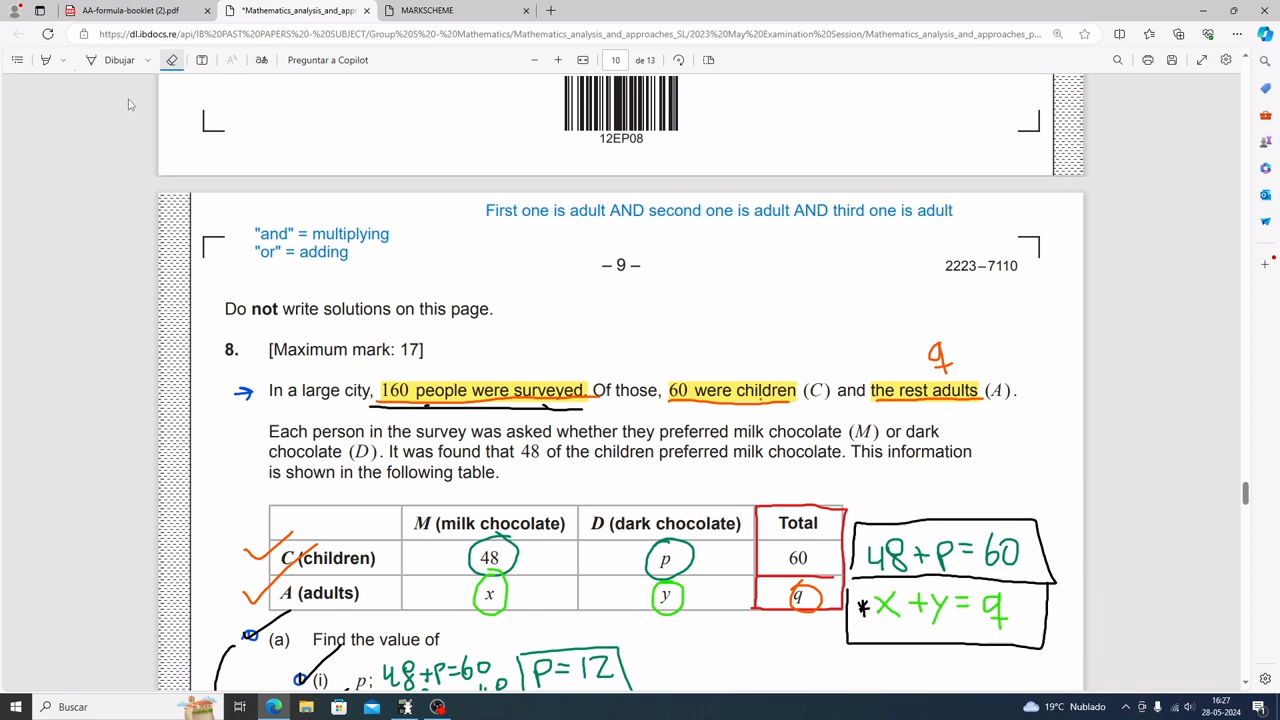 AA-formula-booklet (2).pdf
*Mathematics_analysis_and_app
MARKSCHEME
https://dl.ibdocs.re/api/IB%20PAST%20PAPERS%20-%20SUBJECT/Group%205%20-%20Mathematics/Mathematics_analysis_and_approaches_SL/2023%20May%20Examination%20Session/Mathematics_analysis_and_approaches_p...
Dibujar
Preguntar a Copilot
10
de 13
12EP08
First one is adult AND second one is adult AND third one is adult
"and" = multiplying
"or" = adding
– 9 –
2223–7110
Do not write solutions on this page.
8. [Maximum mark: 17]
q
In a large city, 160 people were surveyed. Of those, 60 were children (C) and the rest adults (A).
Each person in the survey was asked whether they preferred milk chocolate (M) or dark
chocolate (D). It was found that 48 of the children preferred milk chocolate. This information
is shown in the following table.
M (milk chocolate) D (dark chocolate) Total
C (children) 48 p 60
A (adults) x y q
48+p=60
*x+y=q
(a) Find the value of
(i) p; 48+p=60 p=12
Buscar
19°C Nublado
16:27
28-05-2024